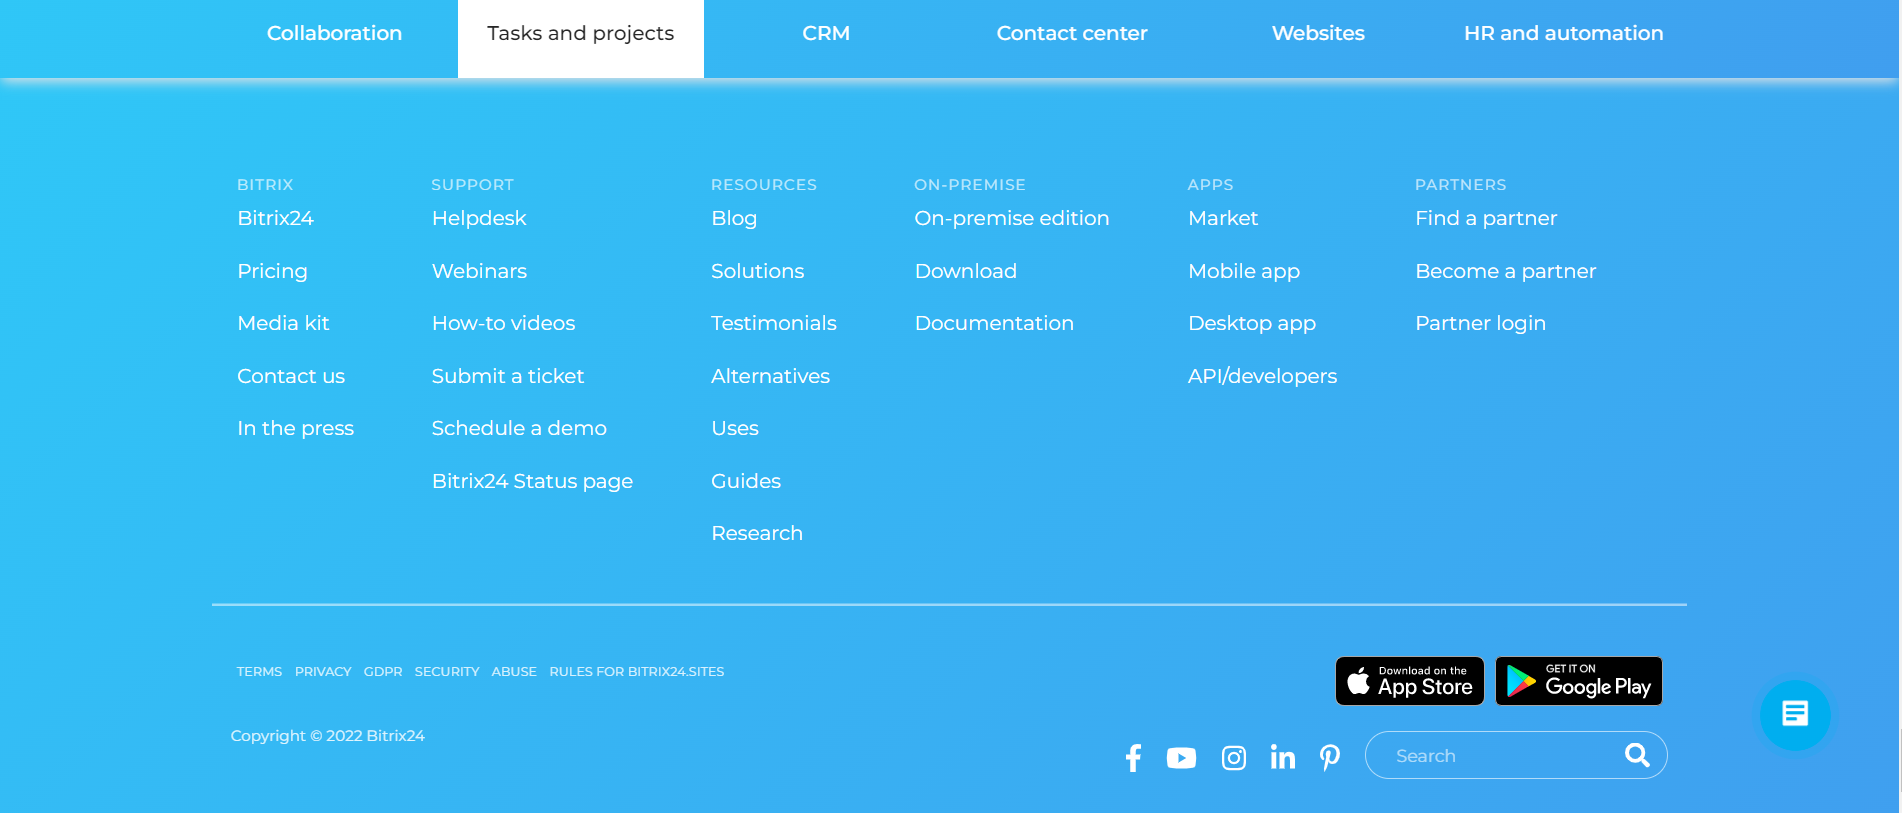 Collaboration
Tasks and projects
CRM
Contact center
Websites
HR and automation
BITRIX
Bitrix24
Pricing
Media kit
Contact us
In the press
SUPPORT
Helpdesk
Webinars
How-to videos
Submit a ticket
Schedule a demo
Bitrix24 Status page
RESOURCES
Blog
Solutions
Testimonials
Alternatives
Uses
Guides
Research
ON-PREMISE
On-premise edition
Download
Documentation
APPS
Market
Mobile app
Desktop app
API/developers
PARTNERS
Find a partner
Become a partner
Partner login
TERMS PRIVACY GDPR SECURITY ABUSE RULES FOR BITRIX24.SITES
Download on the
App Store
GET IT ON
Google Play
Copyright © 2022 Bitrix24
Search